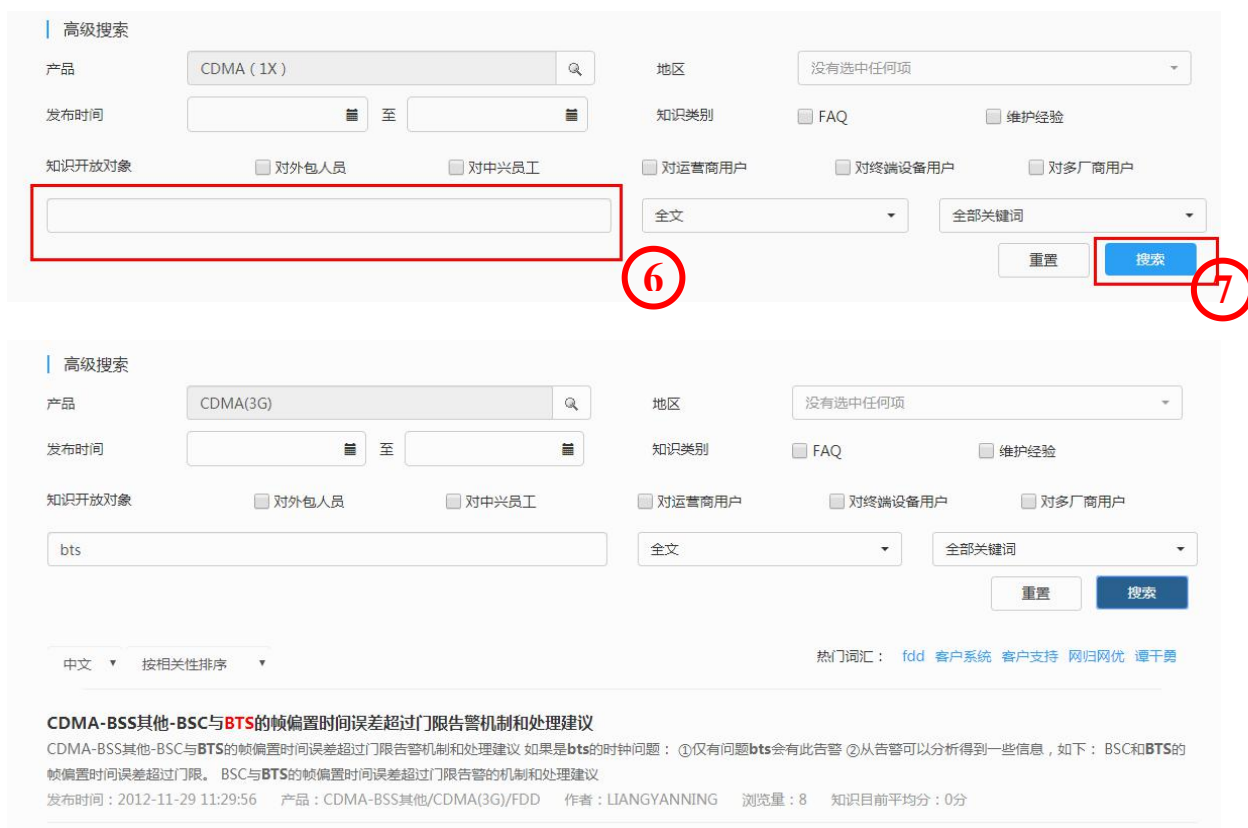 高级搜索
产品 CDMA ( 1X ) 地区 没有选中任何项
发布时间 至 知识类别 FAQ 维护经验
知识开放对象 对外包人员 对中兴员工 对运营商用户 对终端设备用户 对多厂商用户
全文 全部关键词
重置 搜索
6 7
高级搜索
产品 CDMA(3G) 地区 没有选中任何项
发布时间 至 知识类别 FAQ 维护经验
知识开放对象 对外包人员 对中兴员工 对运营商用户 对终端设备用户 对多厂商用户
bts 全文 全部关键词
重置 搜索
中文 按相关性排序 热门词汇： fdd 客户系统 客户支持 网归网优 谭干勇
CDMA-BSS其他-BSC与BTS的帧偏置时间误差超过门限告警机制和处理建议
CDMA-BSS其他-BSC与BTS的帧偏置时间误差超过门限告警机制和处理建议 如果是bts的时钟问题： ①仅有问题bts会有此告警 ②从告警可以分析得到一些信息，如下： BSC和BTS的
帧偏置时间误差超过门限。 BSC与BTS的帧偏置时间误差超过门限告警的机制和处理建议
发布时间：2012-11-29 11:29:56 产品：CDMA-BSS其他/CDMA(3G)/FDD 作者：LIANGYANNING 浏览量：8 知识目前平均分：0分